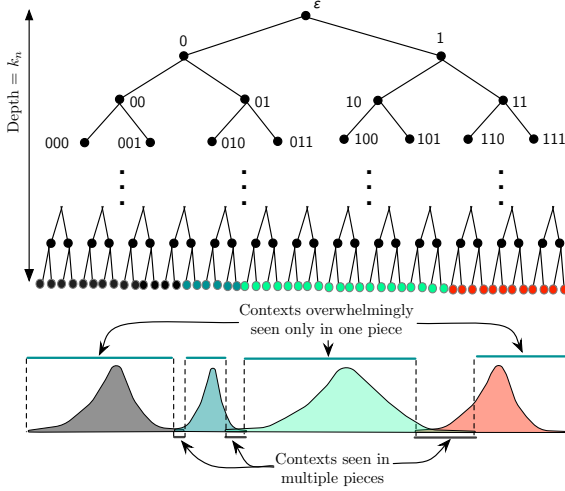 ε
0 1
00 01 10 11
000 001 010 011 100 101 110 111
Depth = kₙ
Contexts overwhelmingly
seen only in one piece
Contexts seen in
multiple pieces